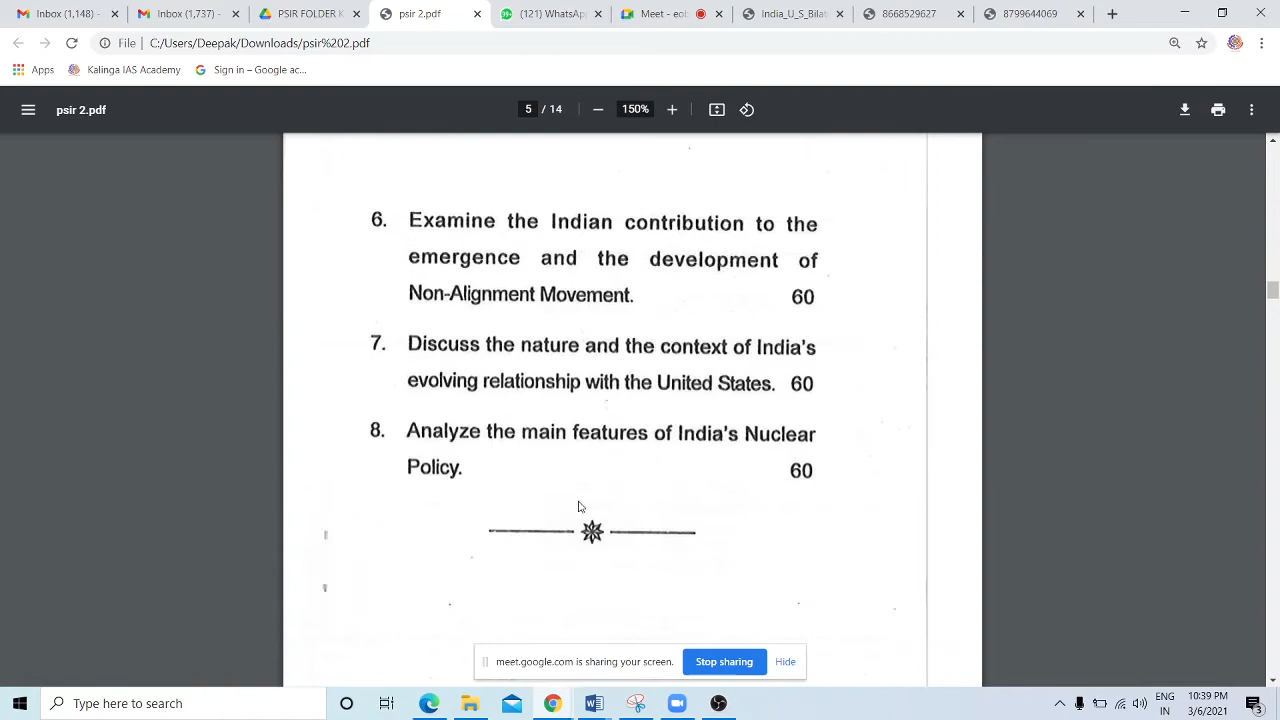 Inbox (1,148) -
Inbox (1,737) -
PSIR FOLDER K
psir 2.pdf
(121) WhatsAp
Meet - eob
India_U_S_Bilat
8668529627
8799644061
File | C:/Users/Deepak/Downloads/psir%202.pdf
Apps
Kalinga IAS Academy
Sign in – Google ac...
psir 2.pdf
5 / 14
150%
6. Examine the Indian contribution to the
emergence and the development of
Non-Alignment Movement. 60
7. Discuss the nature and the context of India's
evolving relationship with the United States. 60
8. Analyze the main features of India's Nuclear
Policy. 60
meet.google.com is sharing your screen.
Stop sharing
Hide
Type here to search
ENG
IN
10:39 PM
3/6/2021
3